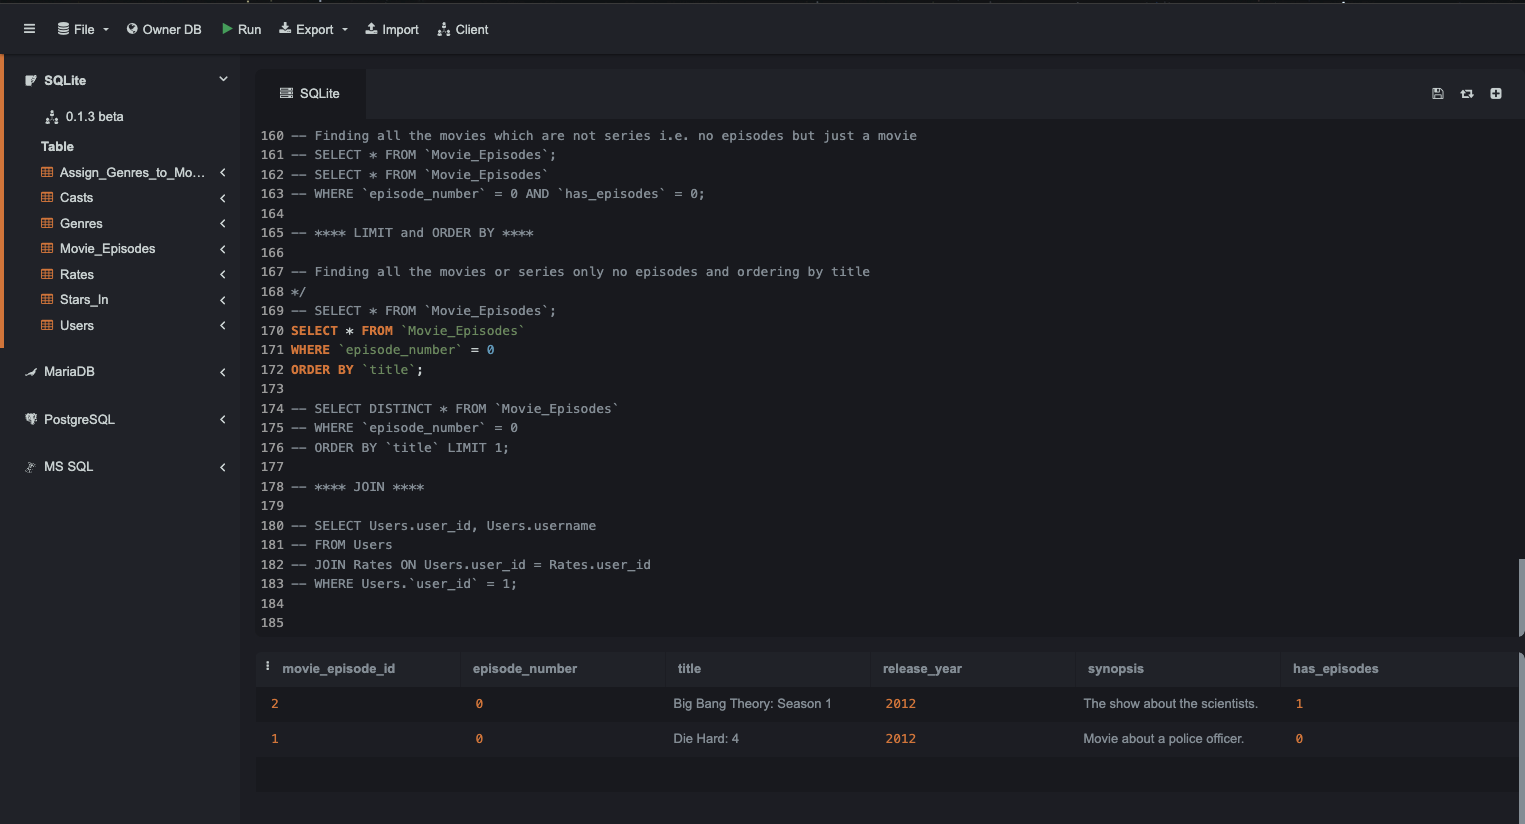 File Owner DB Run Export Import Client
SQLite
0.1.3 beta
Table
Assign_Genres_to_Mo...
Casts
Genres
Movie_Episodes
Rates
Stars_In
Users
MariaDB
PostgreSQL
MS SQL
SQLite
160 -- Finding all the movies which are not series i.e. no episodes but just a movie
161 -- SELECT * FROM `Movie_Episodes`;
162 -- SELECT * FROM `Movie_Episodes`
163 -- WHERE `episode_number` = 0 AND `has_episodes` = 0;
164
165 -- **** LIMIT and ORDER BY ****
166
167 -- Finding all the movies or series only no episodes and ordering by title
168 */
169 -- SELECT * FROM `Movie_Episodes`;
170 SELECT * FROM `Movie_Episodes`
171 WHERE `episode_number` = 0
172 ORDER BY `title`;
173
174 -- SELECT DISTINCT * FROM `Movie_Episodes`
175 -- WHERE `episode_number` = 0
176 -- ORDER BY `title` LIMIT 1;
177
178 -- **** JOIN ****
179
180 -- SELECT Users.user_id, Users.username
181 -- FROM Users
182 -- JOIN Rates ON Users.user_id = Rates.user_id
183 -- WHERE Users.`user_id` = 1;
184
185
movie_episode_id episode_number title release_year synopsis has_episodes
2 0 Big Bang Theory: Season 1 2012 The show about the scientists. 1
1 0 Die Hard: 4 2012 Movie about a police officer. 0